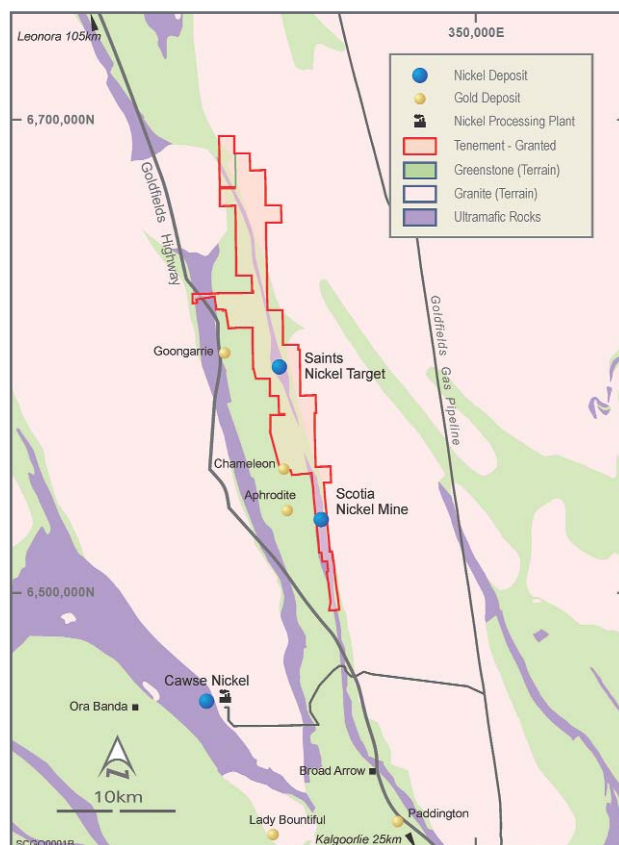 Leonora 105km
350,000E
Nickel Deposit
Gold Deposit
Nickel Processing Plant
Tenement - Granted
Greenstone (Terrain)
Granite (Terrain)
Ultramafic Rocks
6,700,000N
Goldfields Highway
Goldfields Gas Pipeline
Goongarrie
Saints
Nickel Target
Chameleon
Aphrodite
Scotia
Nickel Mine
6,500,000N
Cawse Nickel
Ora Banda
N
10km
Broad Arrow
Lady Bountiful
Paddington
Kalgoorlie 25km